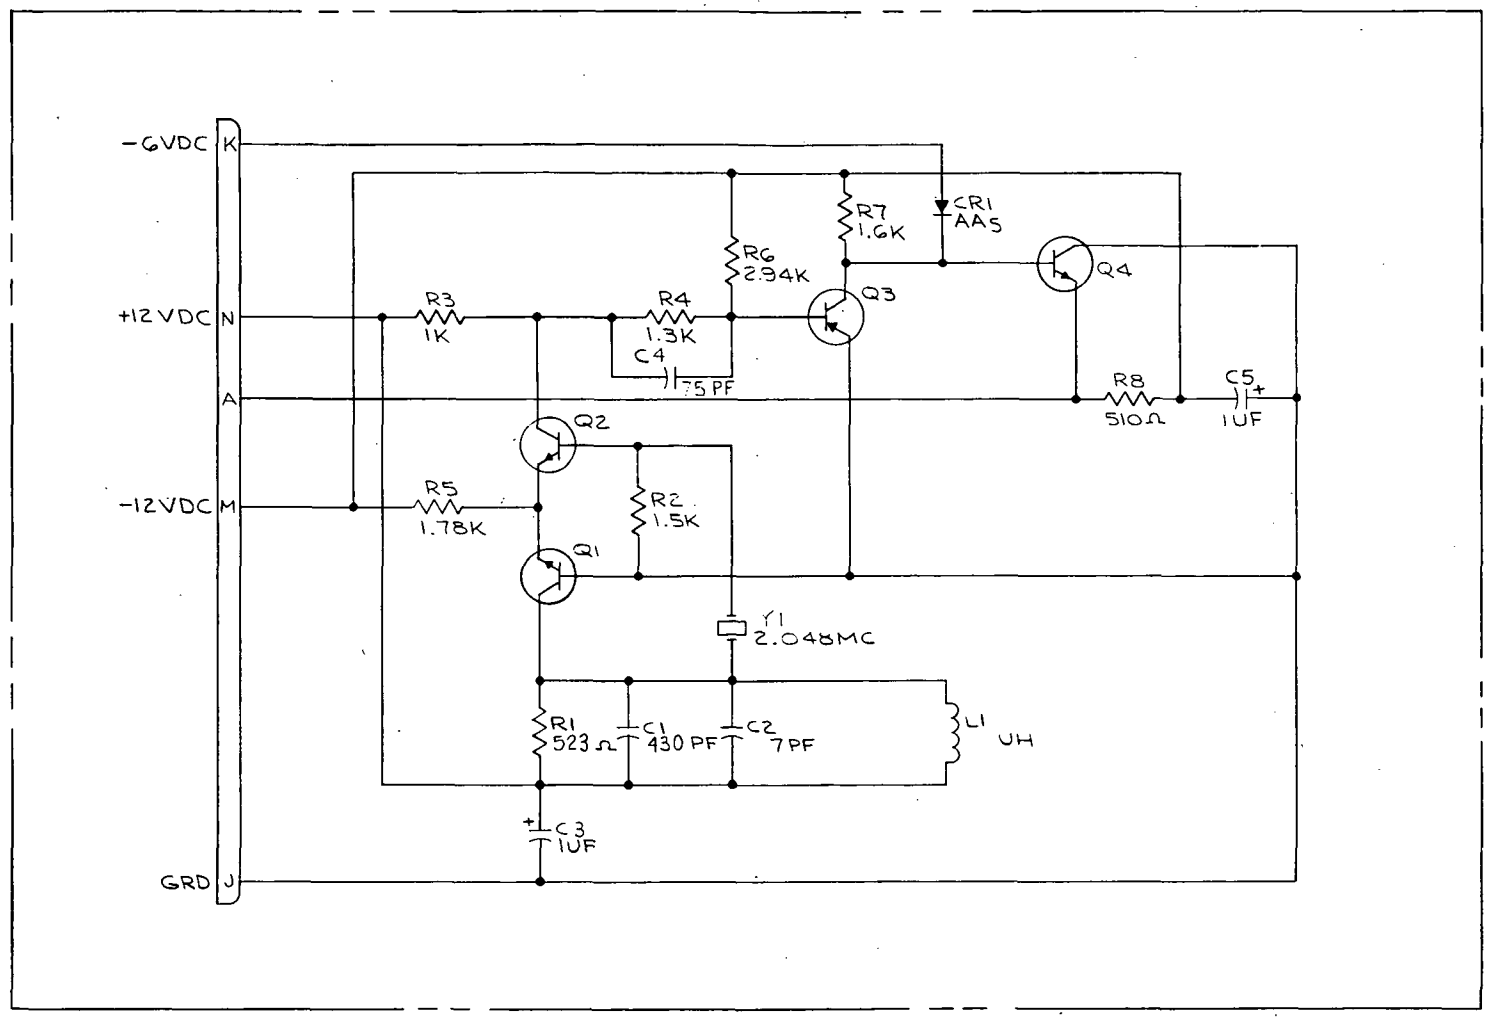 -6VDC K
CR1
AA5
R7
1.6K
R6
2.94K
Q4
Q3
+12VDC N
R3
1K
R4
1.3K
C4
75 PF
A
R8
510Ω
C5
+
1UF
Q2
-12VDC M
R5
1.78K
R2
1.5K
Q1
Y1
2.048MC
R1
523 Ω
C1
430 PF
C2
7PF
L1
UH
+
C3
1UF
GRD J